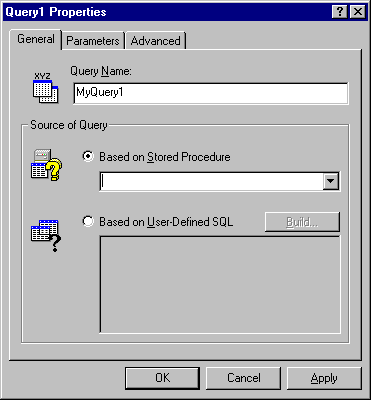 Query1 Properties
General Parameters Advanced
XYZ
Query Name:
MyQuery1
Source of Query
Based on Stored Procedure
Based on User-Defined SQL
Build...
OK Cancel Apply